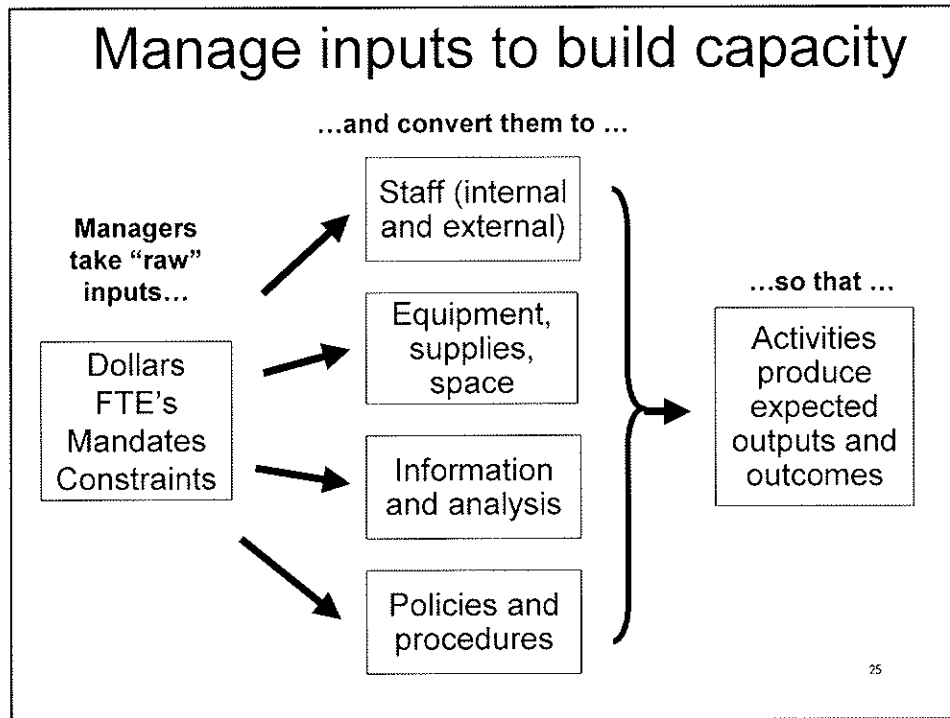 Manage inputs to build capacity
...and convert them to ...
Managers
take “raw”
inputs...
Dollars
FTE's
Mandates
Constraints
Staff (internal
and external)
Equipment,
supplies,
space
Information
and analysis
Policies and
procedures
...so that ...
Activities
produce
expected
outputs and
outcomes
25